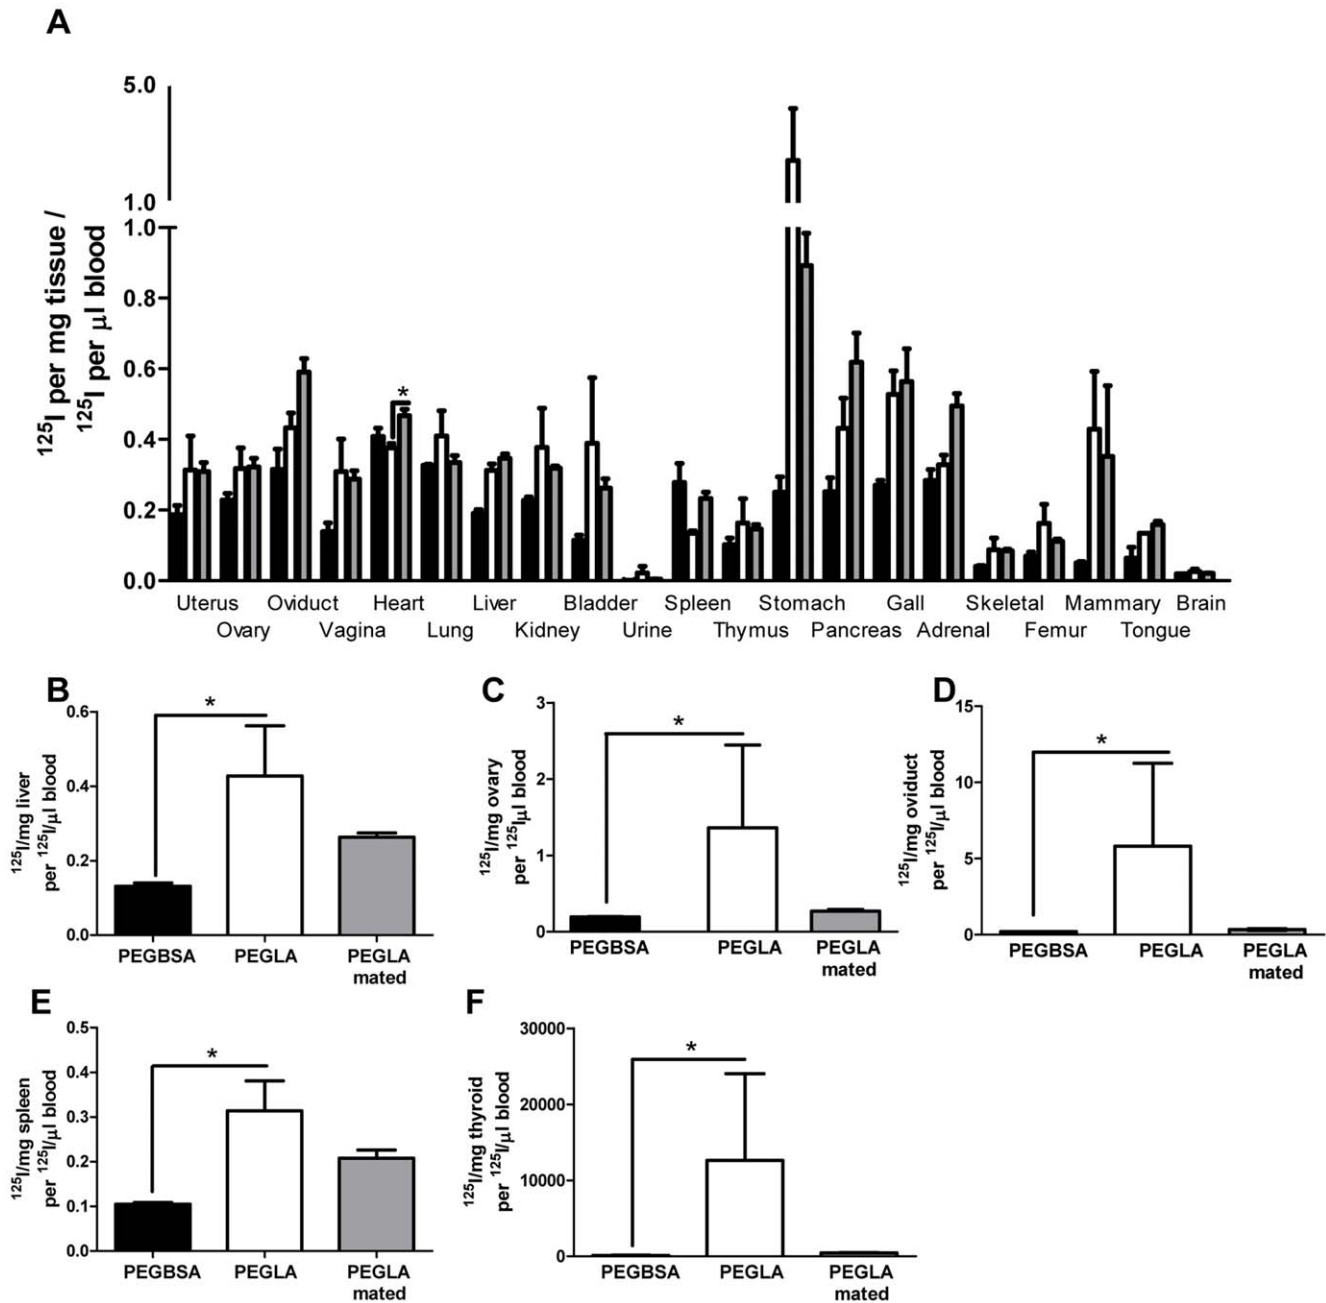 A
5.0
1.0
1.0
0.8
0.6
0.4
0.2
0.0
¹²⁵I per mg tissue /
¹²⁵I per µl blood
*
Uterus Oviduct Heart Liver Bladder Spleen Stomach Gall Skeletal Mammary Brain
Ovary Vagina Lung Kidney Urine Thymus Pancreas Adrenal Femur Tongue
B
0.6
0.4
0.2
0.0
¹²⁵I/mg liver
per ¹²⁵I/µl blood
*
PEGBSA PEGLA PEGLA
mated
C
3
2
1
0
¹²⁵I/mg ovary
per ¹²⁵Iµl blood
*
PEGBSA PEGLA PEGLA
mated
D
15
10
5
0
¹²⁵I/mg oviduct
per ¹²⁵I/µl blood
*
PEGBSA PEGLA PEGLA
mated
E
0.5
0.4
0.3
0.2
0.1
0.0
¹²⁵I/mg spleen
per ¹²⁵I/µl blood
*
PEGBSA PEGLA PEGLA
mated
F
30000
20000
10000
0
¹²⁵I/mg thyroid
per ¹²⁵I/µl blood
*
PEGBSA PEGLA PEGLA
mated